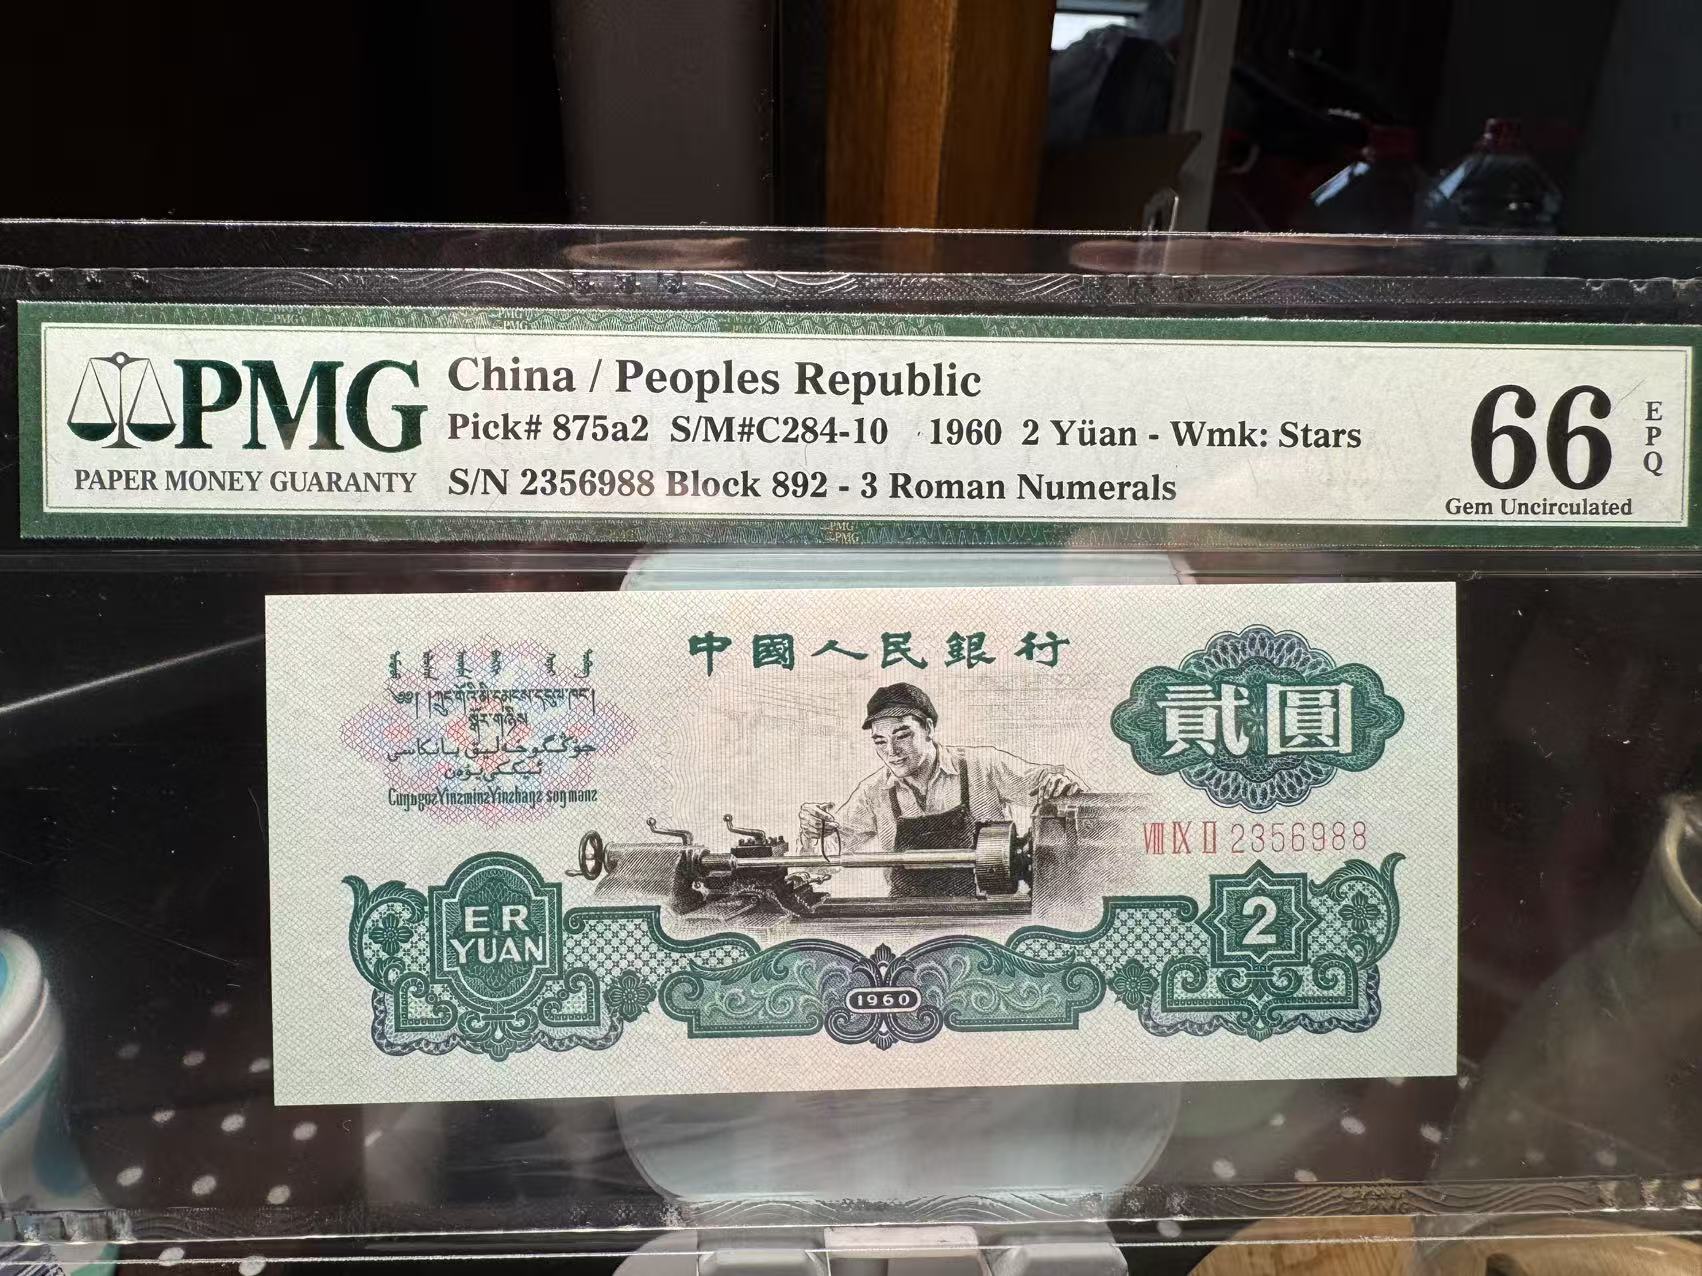 PMG
PAPER MONEY GUARANTY
China / Peoples Republic
Pick# 875a2 S/M#C284-10 1960 2 Yüan - Wmk: Stars
S/N 2356988 Block 892 - 3 Roman Numerals
66
EPQ
Gem Uncirculated
中國人民銀行
貳圓
VIII IX II 2356988
ER
YUAN
2
1960